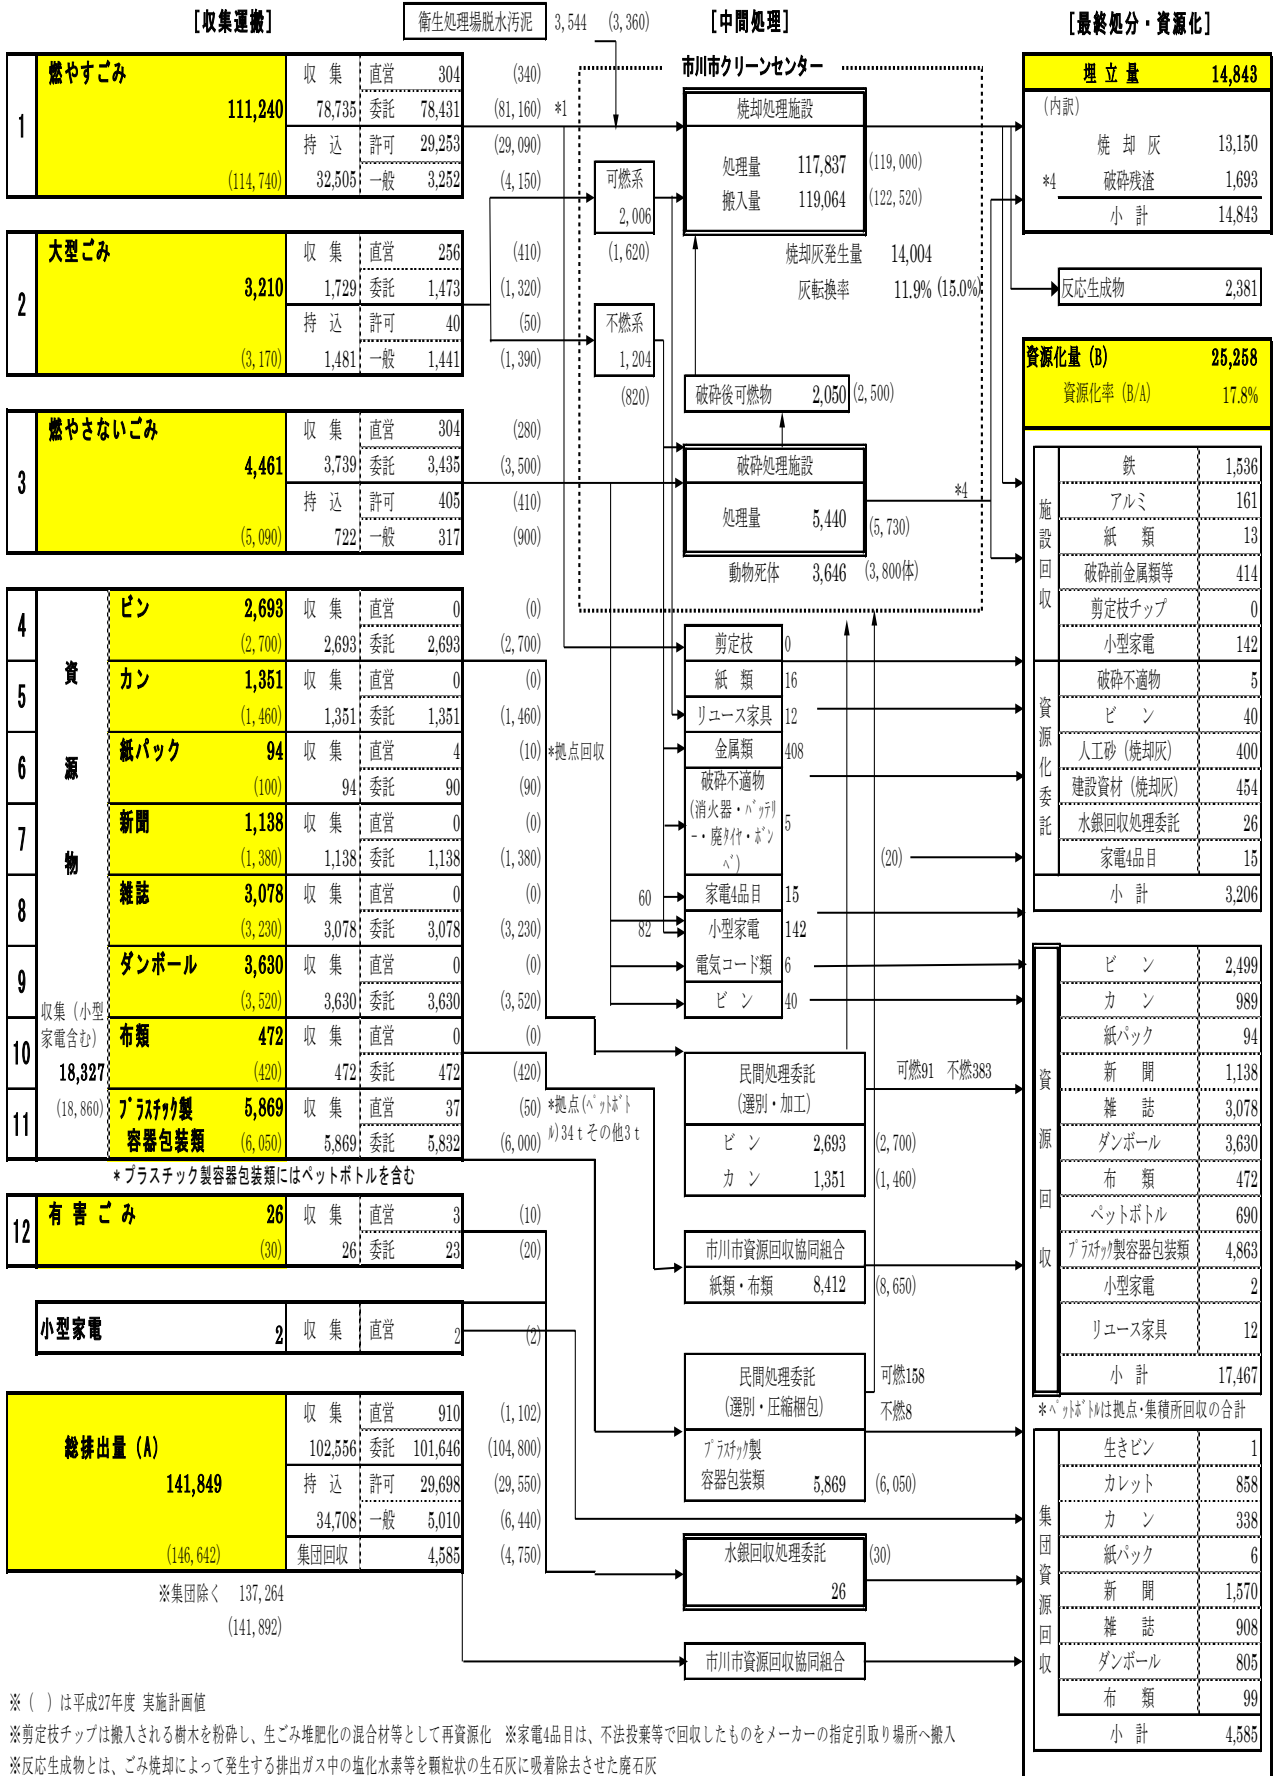 [収集運搬]
衛生処理場脱水汚泥 3,544 (3,360)
[中間処理]
[最終処分・資源化]
1 燃やすごみ 111,240 (114,740)
収 集 直営 304 (340)
78,735 委託 78,431 (81,160) *1
持 込 許可 29,253 (29,090)
32,505 一般 3,252 (4,150)
2 大型ごみ 3,210 (3,170)
収 集 直営 256 (410)
1,729 委託 1,473 (1,320)
持 込 許可 40 (50)
1,481 一般 1,441 (1,390)
3 燃やさないごみ 4,461 (5,090)
収 集 直営 304 (280)
3,739 委託 3,435 (3,500)
持 込 許可 405 (410)
722 一般 317 (900)
資源物
収集（小型
家電含む）
18,327
(18,860)
4 ビン 2,693 収 集 直営 0 (0)
(2,700) 2,693 委託 2,693 (2,700)
5 カン 1,351 収 集 直営 0 (0)
(1,460) 1,351 委託 1,351 (1,460)
6 紙パック 94 収 集 直営 4 (10) *拠点回収
(100) 94 委託 90 (90)
7 新聞 1,138 収 集 直営 0 (0)
(1,380) 1,138 委託 1,138 (1,380)
8 雑誌 3,078 収 集 直営 0 (0)
(3,230) 3,078 委託 3,078 (3,230)
9 ダンボール 3,630 収 集 直営 0 (0)
(3,520) 3,630 委託 3,630 (3,520)
10 布類 472 収 集 直営 0 (0)
(420) 472 委託 472 (420)
11 ﾌﾟﾗｽﾁｯｸ製 5,869 収 集 直営 37 (50) *拠点(ﾍﾟｯﾄﾎﾞﾄ
容器包装類 (6,050) 5,869 委託 5,832 (6,000) ﾙ)34ｔその他3ｔ
*プラスチック製容器包装類にはペットボトルを含む
12 有害ごみ 26 収 集 直営 3 (10)
(30) 26 委託 23 (20)
小型家電 2 収 集 直営 2 (2)
総排出量（A） 141,849 (146,642)
収 集 直営 910 (1,102)
102,556 委託 101,646 (104,800)
持 込 許可 29,698 (29,550)
34,708 一般 5,010 (6,440)
集団回収 4,585 (4,750)
※集団除く 137,264
(141,892)
市川市クリーンセンター
可燃系
2,006
(1,620)
不燃系
1,204
(820)
焼却処理施設
処理量 117,837 (119,000)
搬入量 119,064 (122,520)
焼却灰発生量 14,004
灰転換率 11.9% (15.0%)
破砕後可燃物 2,050 (2,500)
破砕処理施設
処理量 5,440 (5,730)
*4
動物死体 3,646 (3,800体)
剪定枝 0
紙 類 16
リユース家具 12
金属類 408
破砕不適物
(消火器・ﾊﾞｯﾃﾘ
ｰ・廃ﾀｲﾔ・ﾎﾞﾝ
ﾍﾞ) 5
(20)
家電4品目 15
60
82
小型家電 142
電気コード類 6
ビ ン 40
民間処理委託
(選別・加工)
可燃91 不燃383
ビ ン 2,693 (2,700)
カ ン 1,351 (1,460)
市川市資源回収協同組合
紙類・布類 8,412 (8,650)
民間処理委託
(選別・圧縮梱包)
可燃158
不燃8
ﾌﾟﾗｽﾁｯｸ製
容器包装類 5,869 (6,050)
水銀回収処理委託 (30)
26
市川市資源回収協同組合
埋 立 量 14,843
(内訳)
焼 却 灰 13,150
*4 破砕残渣 1,693
小 計 14,843
反応生成物 2,381
資源化量（B） 25,258
資源化率（B/A） 17.8%
施設回収
鉄 1,536
アルミ 161
紙 類 13
破砕前金属類等 414
剪定枝チップ 0
小型家電 142
資源化委託
破砕不適物 5
ビ ン 40
人工砂（焼却灰） 400
建設資材（焼却灰） 454
水銀回収処理委託 26
家電4品目 15
小 計 3,206
資源回収
ビ ン 2,499
カ ン 989
紙パック 94
新 聞 1,138
雑 誌 3,078
ダンボール 3,630
布 類 472
ペットボトル 690
ﾌﾟﾗｽﾁｯｸ製容器包装類 4,863
小型家電 2
リユース家具 12
小 計 17,467
*ﾍﾟｯﾄﾎﾞﾄﾙは拠点・集積所回収の合計
集団資源回収
生きビン 1
カレット 858
カ ン 338
紙パック 6
新 聞 1,570
雑 誌 908
ダンボール 805
布 類 99
小 計 4,585
※（ ）は平成27年度 実施計画値
※剪定枝チップは搬入される樹木を粉砕し、生ごみ堆肥化の混合材等として再資源化 ※家電4品目は、不法投棄等で回収したものをメーカーの指定引取り場所へ搬入
※反応生成物とは、ごみ焼却によって発生する排出ガス中の塩化水素等を顆粒状の生石灰に吸着除去させた廃石灰